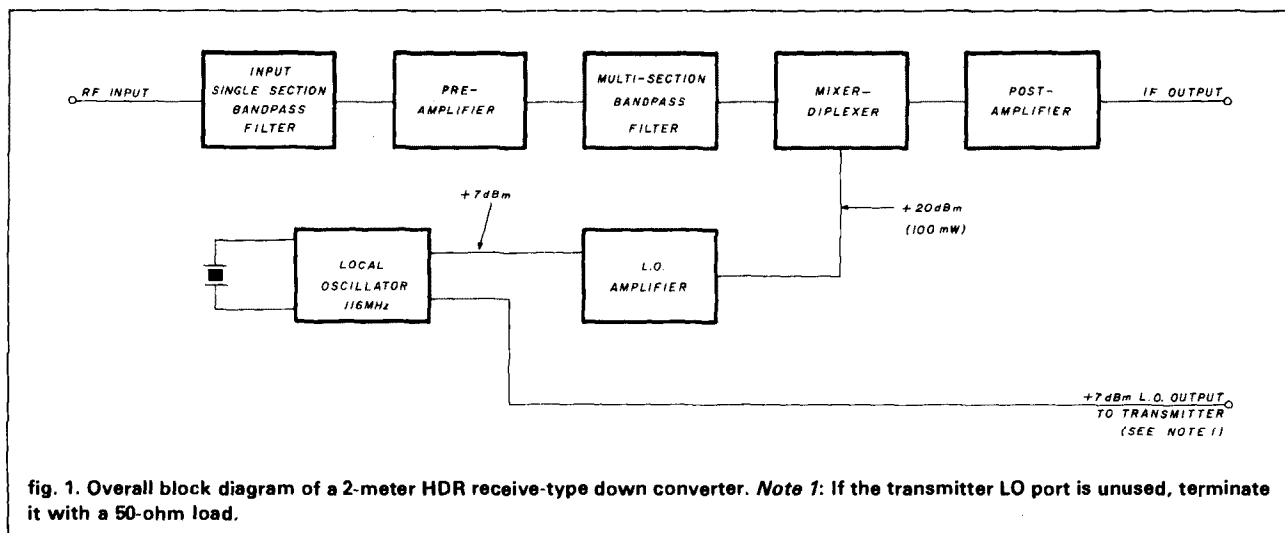 RF INPUT
INPUT
SINGLE SECTION
BANDPASS
FILTER
PRE-
AMPLIFIER
MULTI-SECTION
BANDPASS
FILTER
MIXER-
DIPLEXER
POST-
AMPLIFIER
IF OUTPUT
+7dBm
+20dBm
(100 mW)
LOCAL
OSCILLATOR
116MHz
L.O.
AMPLIFIER
+7dBm L.O. OUTPUT
TO TRANSMITTER
(SEE NOTE 1)
fig. 1. Overall block diagram of a 2-meter HDR receive-type down converter. Note 1: If the transmitter LO port is unused, terminate
it with a 50-ohm load.